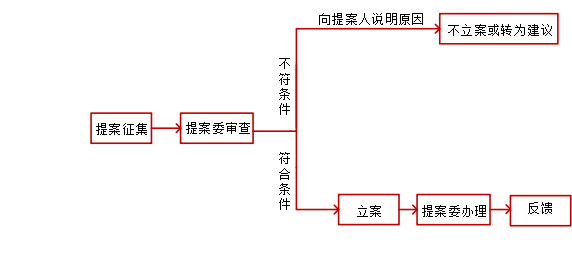 向提案人说明原因
不立案或转为建议
不符条件
提案征集
提案委审查
符合条件
立案
提案委办理
反馈